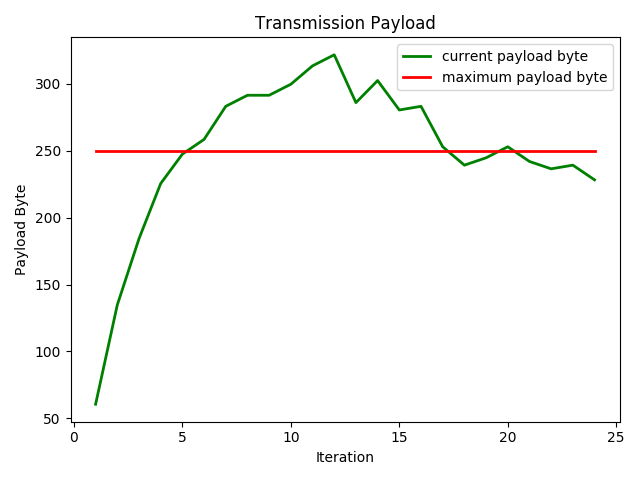 Transmission Payload
current payload byte
maximum payload byte
Payload Byte
300
250
200
150
100
50
0 5 10 15 20 25
Iteration